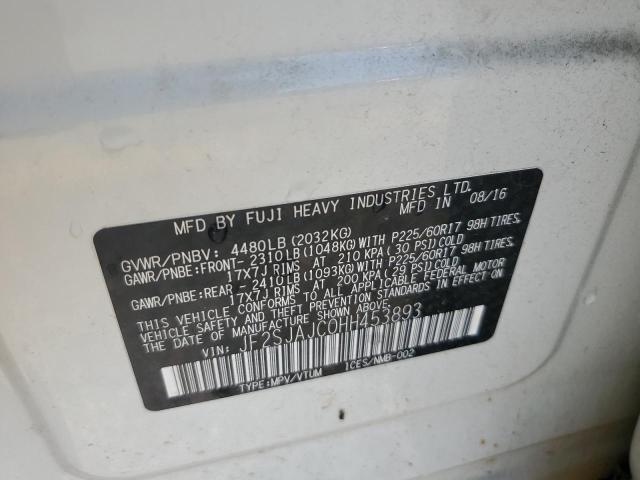 MFD BY FUJI HEAVY INDUSTRIES LTD.
MFD IN 08/16
GVWR/PNBV: 4480LB(2032KG)
GAWR/PNBE:FRONT- 2310LB(1048KG)WITH P225/60R17 98H TIRES,
17X7J RIMS AT 210 KPA (30 PSI)COLD
GAWR/PNBE:REAR - 2410LB(1093KG)WITH P225/60R17 98H TIRES,
17X7J RIMS AT 200 KPA (29 PSI)COLD
THIS VEHICLE CONFORMS TO ALL APPLICABLE FEDERAL MOTOR
VEHICLE SAFETY AND THEFT PREVENTION STANDARDS IN EFFECT ON
THE DATE OF MANUFACTURE SHOWN ABOVE.
VIN: JF2SJAJC0HH453893
TYPE:MPV/VTUM ICES/NMB-002